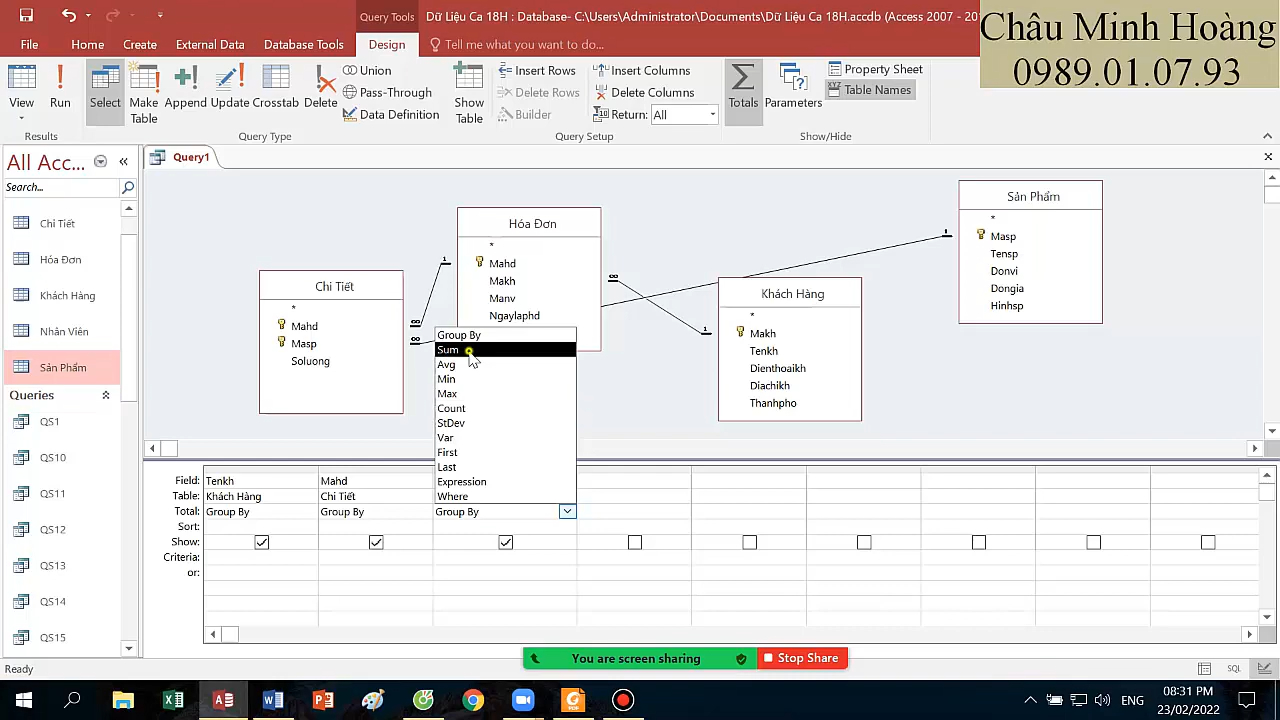 Query Tools
Dữ Liệu Ca 18H : Database- C:\Users\Administrator\Documents\Dữ Liệu Ca 18H.accdb (Access 2007 - 20
Châu Minh Hoàng
0989.01.07.93
File Home Create External Data Database Tools Design Tell me what you want to do...
View Run Select Make Table Append Update Crosstab Delete
Union
Pass-Through
Data Definition
Show Table
Insert Rows
Delete Rows
Builder
Insert Columns
Delete Columns
Return: All
Totals Parameters
Property Sheet
Table Names
Results Query Type Query Setup Show/Hide
All Acc... «
Search...
Chi Tiết
Hóa Đơn
Khách Hàng
Nhân Viên
Sản Phẩm
Queries
QS1
QS10
QS11
QS12
QS13
QS14
QS15
Query1
Chi Tiết
*
Mahd
Masp
Soluong
Hóa Đơn
*
Mahd
Makh
Manv
Ngaylaphd
Khách Hàng
*
Makh
Tenkh
Dienthoaikh
Diachikh
Thanhpho
Sản Phẩm
*
Masp
Tensp
Donvi
Dongia
Hinhsp
1
∞
∞
∞
1
Group By
Sum
Avg
Min
Max
Count
StDev
Var
First
Last
Expression
Where
Field: Tenkh Mahd
Table: Khách Hàng Chi Tiết
Total: Group By Group By Group By
Sort:
Show:
Criteria:
or:
You are screen sharing Stop Share
Ready
SQL
ENG
08:31 PM
23/02/2022